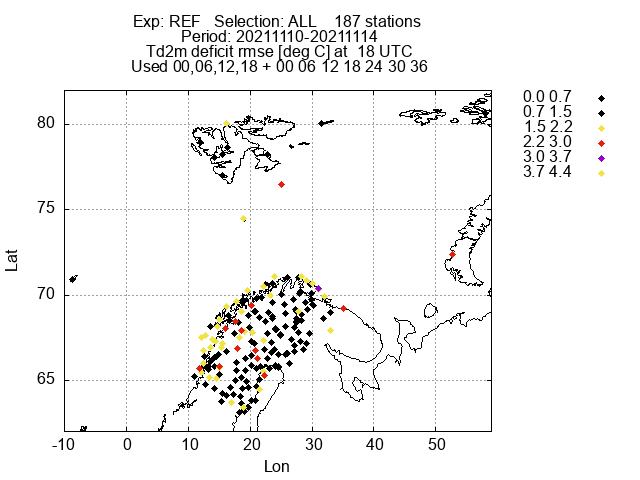 Exp: REF   Selection: ALL    187 stations
Period: 20211110-20211114
Td2m deficit rmse [deg C] at  18 UTC
Used 00,06,12,18 + 00 06 12 18 24 30 36
0.0 0.7
0.7 1.5
1.5 2.2
2.2 3.0
3.0 3.7
3.7 4.4
80
75
70
65
Lat
-10 0 10 20 30 40 50
Lon